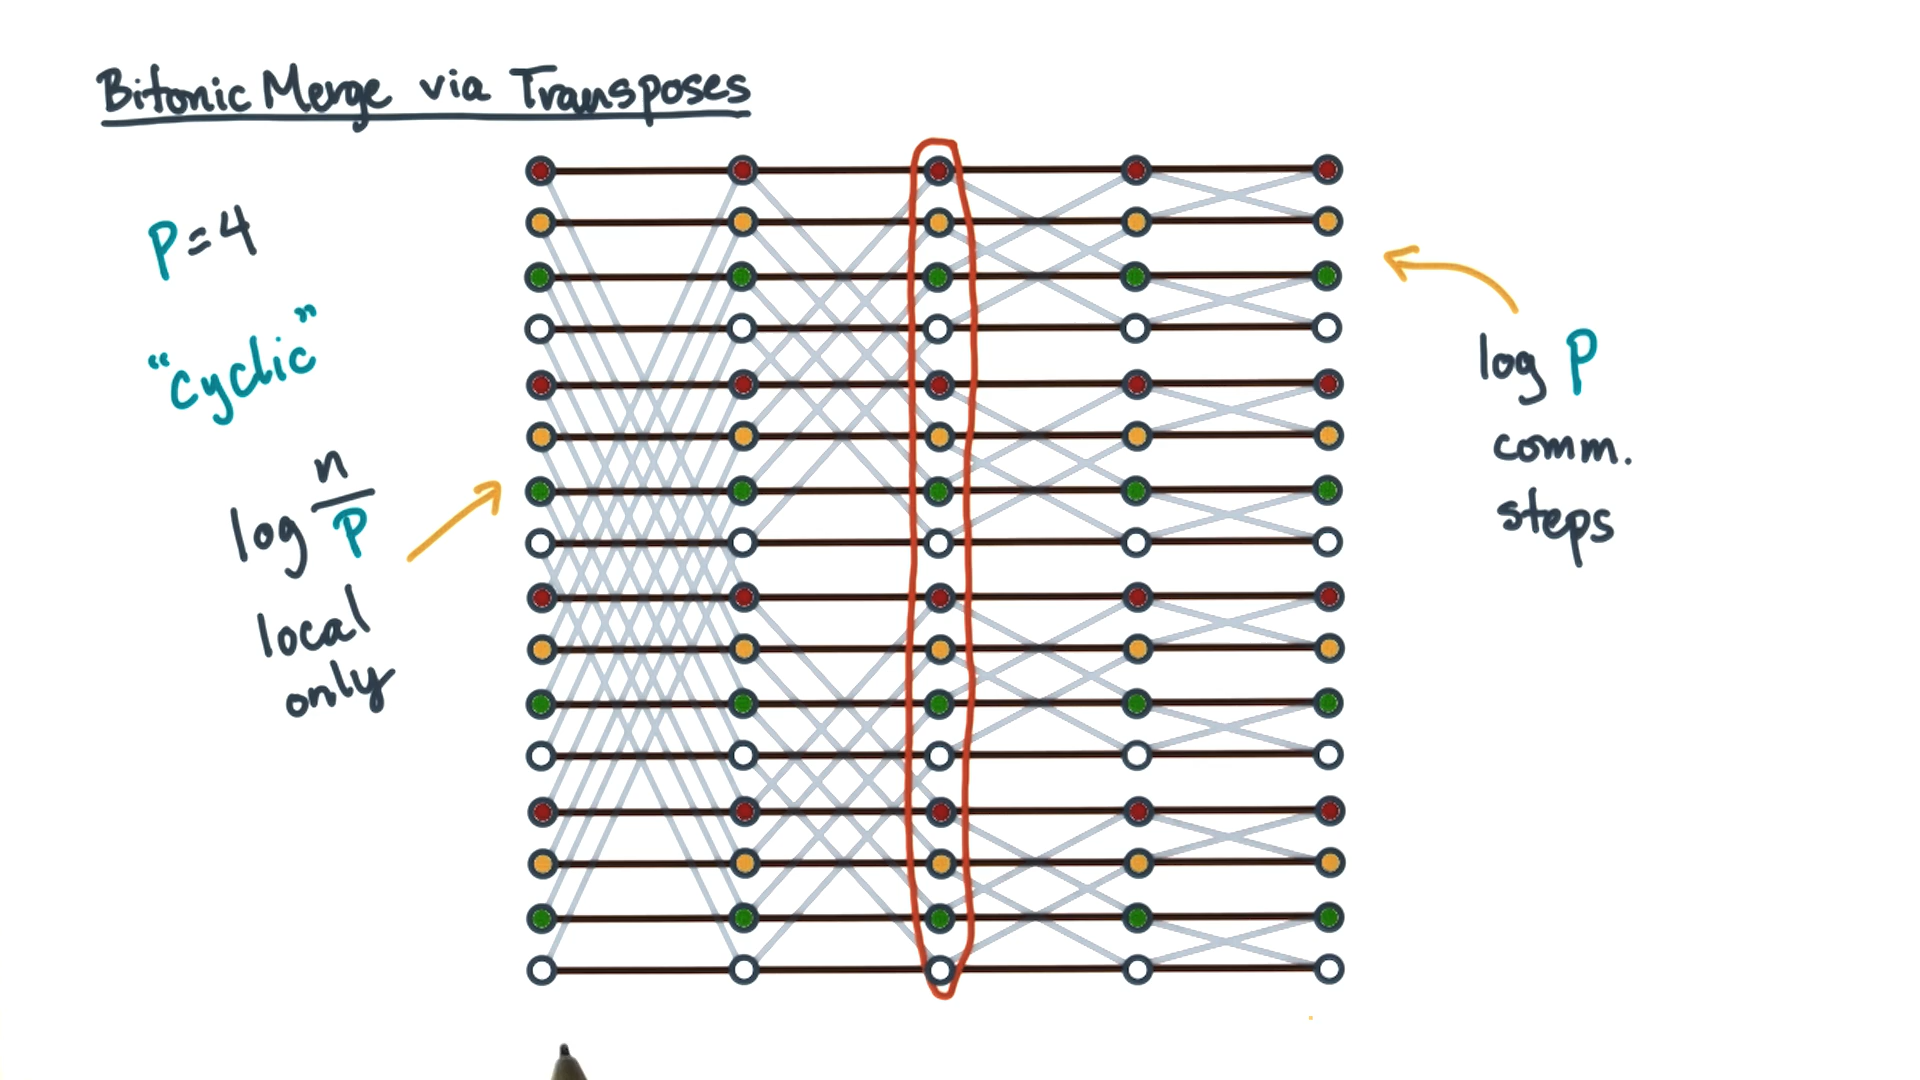 Bitonic Merge via Transposes
P=4
"cyclic"
log n/P
local
only
log P
comm.
steps